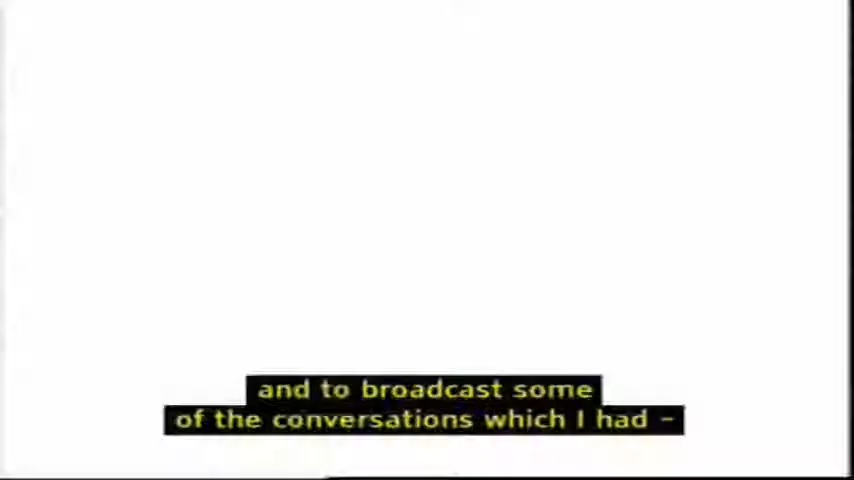 and to broadcast some
of the conversations which I had -